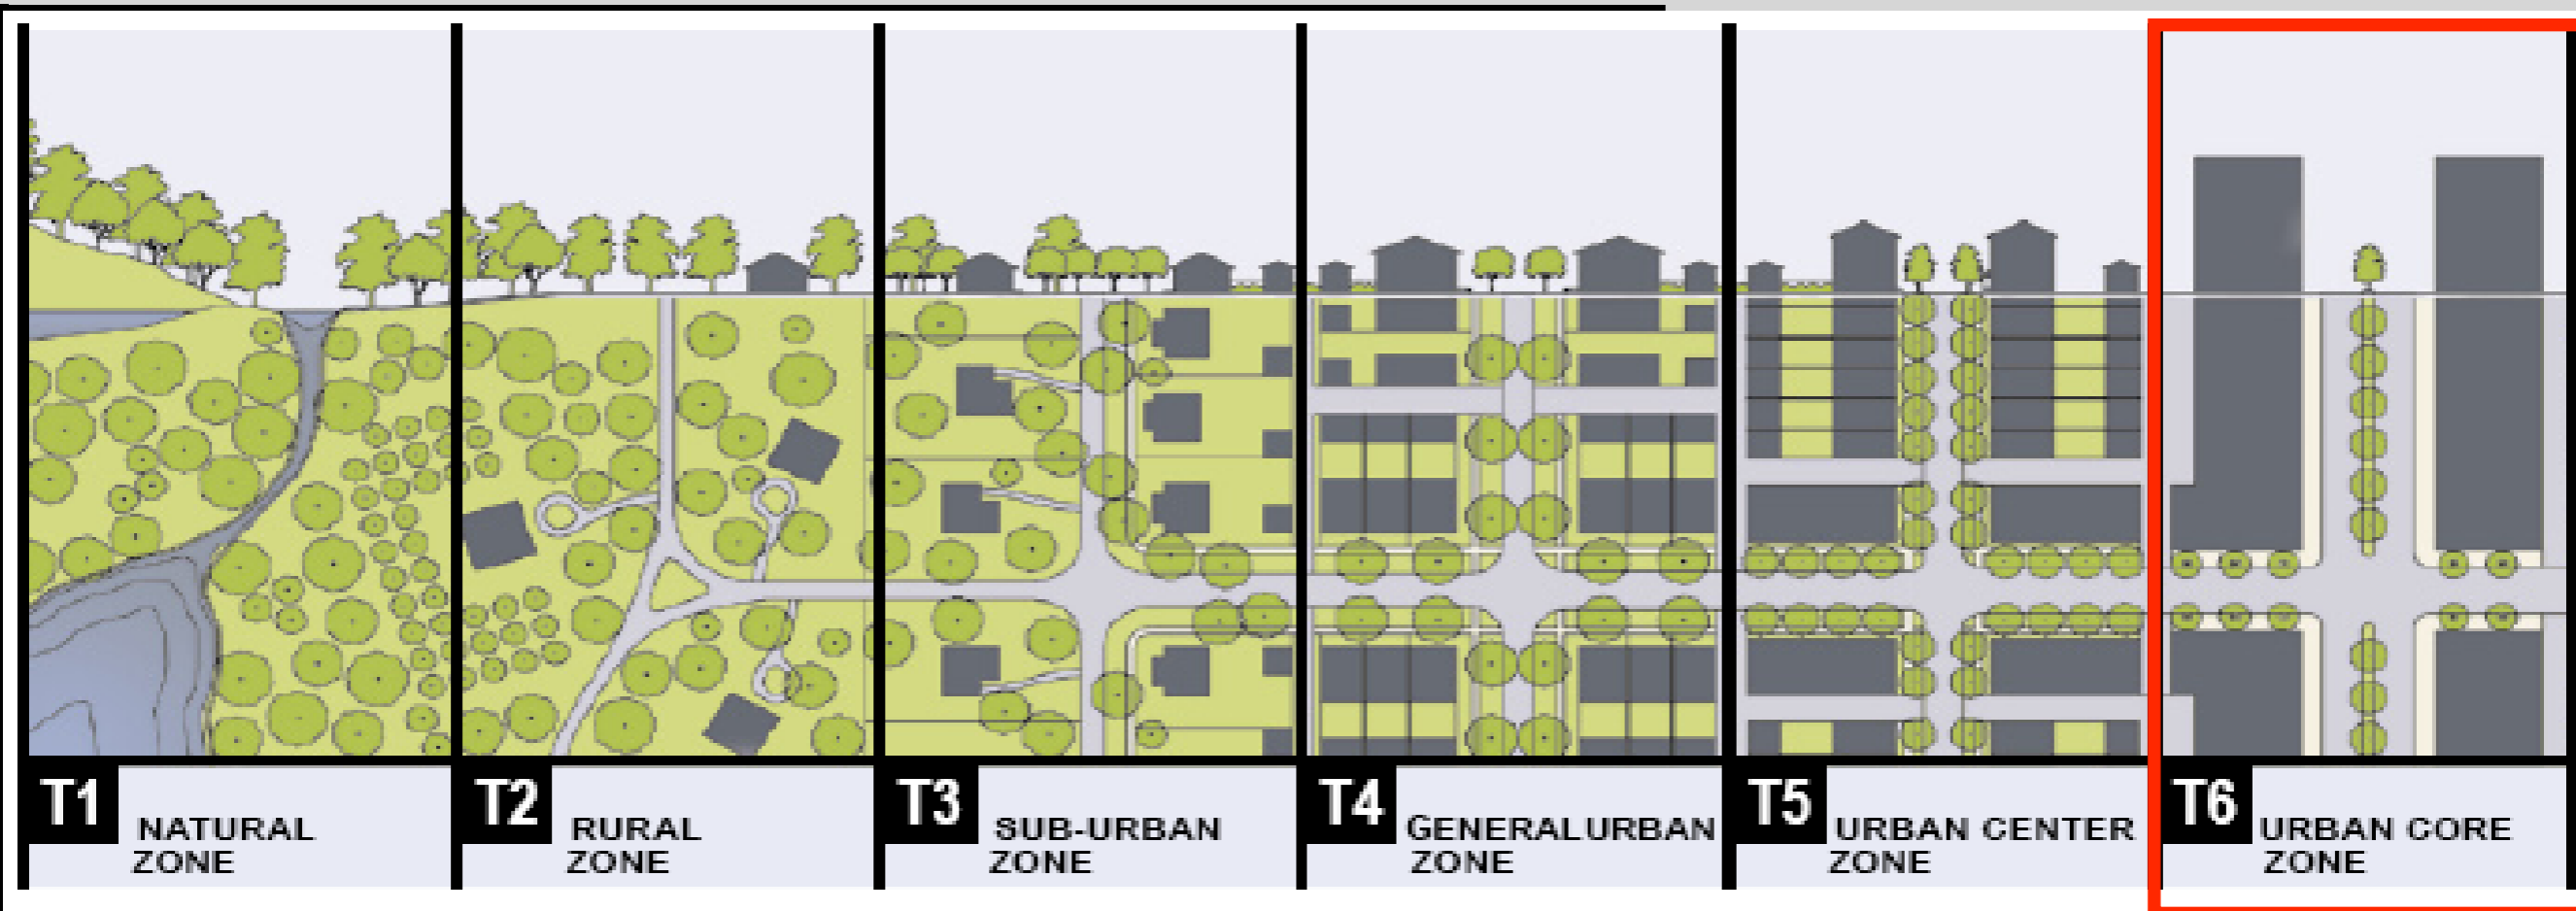 T1
NATURAL
ZONE
T2
RURAL
ZONE
T3
SUB-URBAN
ZONE
T4
GENERAL URBAN
ZONE
T5
URBAN CENTER
ZONE
T6
URBAN CORE
ZONE